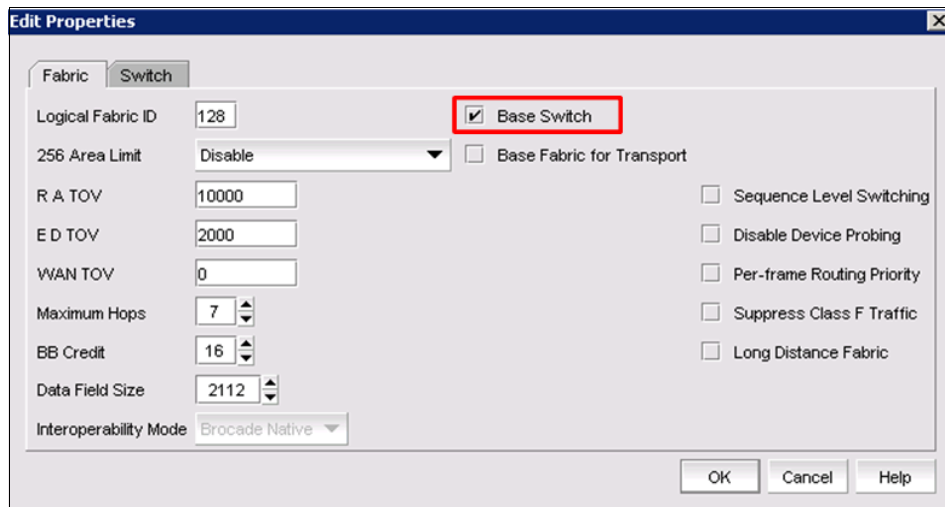 Edit Properties
Fabric Switch
Logical Fabric ID 128 Base Switch
256 Area Limit Disable Base Fabric for Transport
R A TOV 10000 Sequence Level Switching
E D TOV 2000 Disable Device Probing
WAN TOV 0 Per-frame Routing Priority
Maximum Hops 7 Suppress Class F Traffic
BB Credit 16 Long Distance Fabric
Data Field Size 2112
Interoperability Mode Brocade Native
OK Cancel Help